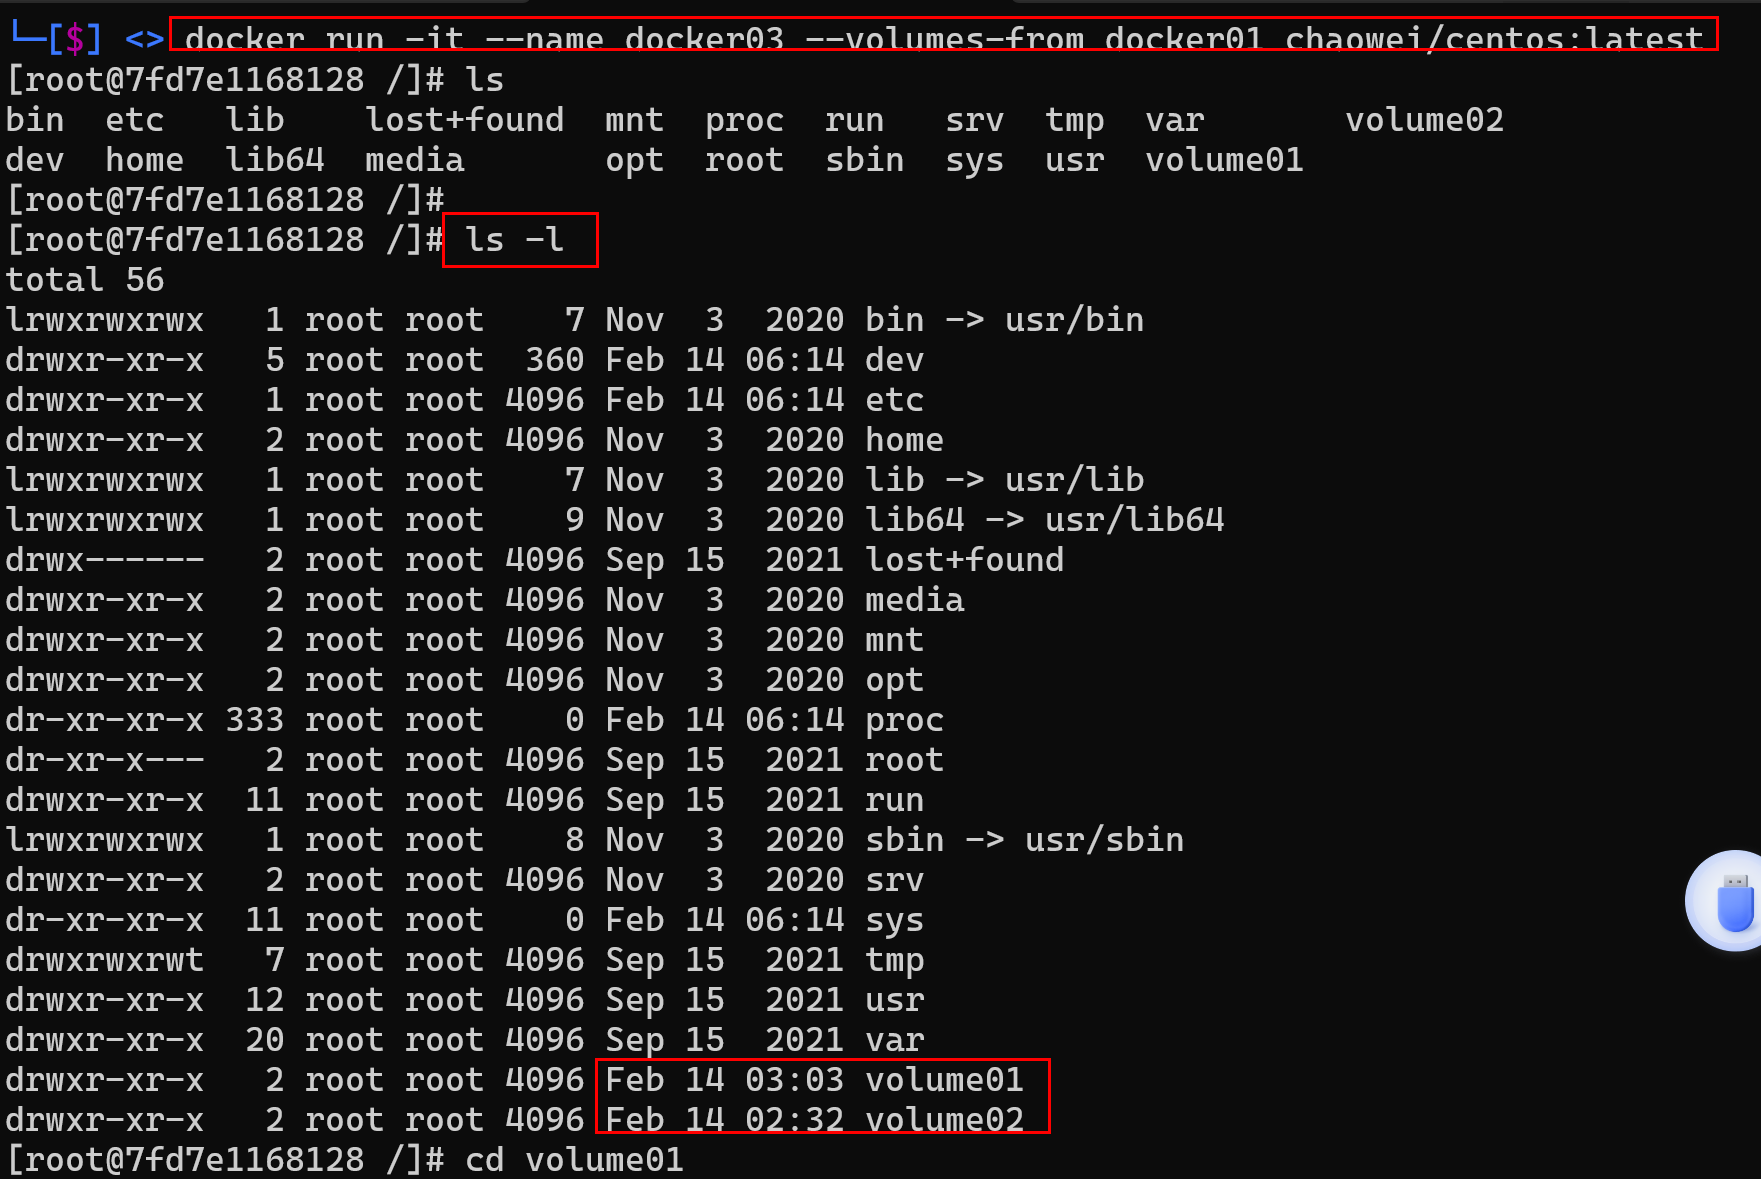 └─[$] <> docker run -it --name docker03 --volumes-from docker01 chaowei/centos:latest
[root@7fd7e1168128 /]# ls
bin  etc   lib    lost+found  mnt  proc  run   srv  tmp  var       volume02
dev  home  lib64  media       opt  root  sbin  sys  usr  volume01
[root@7fd7e1168128 /]#
[root@7fd7e1168128 /]# ls -l
total 56
lrwxrwxrwx   1 root root    7 Nov  3  2020 bin -> usr/bin
drwxr-xr-x   5 root root  360 Feb 14 06:14 dev
drwxr-xr-x   1 root root 4096 Feb 14 06:14 etc
drwxr-xr-x   2 root root 4096 Nov  3  2020 home
lrwxrwxrwx   1 root root    7 Nov  3  2020 lib -> usr/lib
lrwxrwxrwx   1 root root    9 Nov  3  2020 lib64 -> usr/lib64
drwx------   2 root root 4096 Sep 15  2021 lost+found
drwxr-xr-x   2 root root 4096 Nov  3  2020 media
drwxr-xr-x   2 root root 4096 Nov  3  2020 mnt
drwxr-xr-x   2 root root 4096 Nov  3  2020 opt
dr-xr-xr-x 333 root root    0 Feb 14 06:14 proc
dr-xr-x---   2 root root 4096 Sep 15  2021 root
drwxr-xr-x  11 root root 4096 Sep 15  2021 run
lrwxrwxrwx   1 root root    8 Nov  3  2020 sbin -> usr/sbin
drwxr-xr-x   2 root root 4096 Nov  3  2020 srv
dr-xr-xr-x  11 root root    0 Feb 14 06:14 sys
drwxrwxrwt   7 root root 4096 Sep 15  2021 tmp
drwxr-xr-x  12 root root 4096 Sep 15  2021 usr
drwxr-xr-x  20 root root 4096 Sep 15  2021 var
drwxr-xr-x   2 root root 4096 Feb 14 03:03 volume01
drwxr-xr-x   2 root root 4096 Feb 14 02:32 volume02
[root@7fd7e1168128 /]# cd volume01